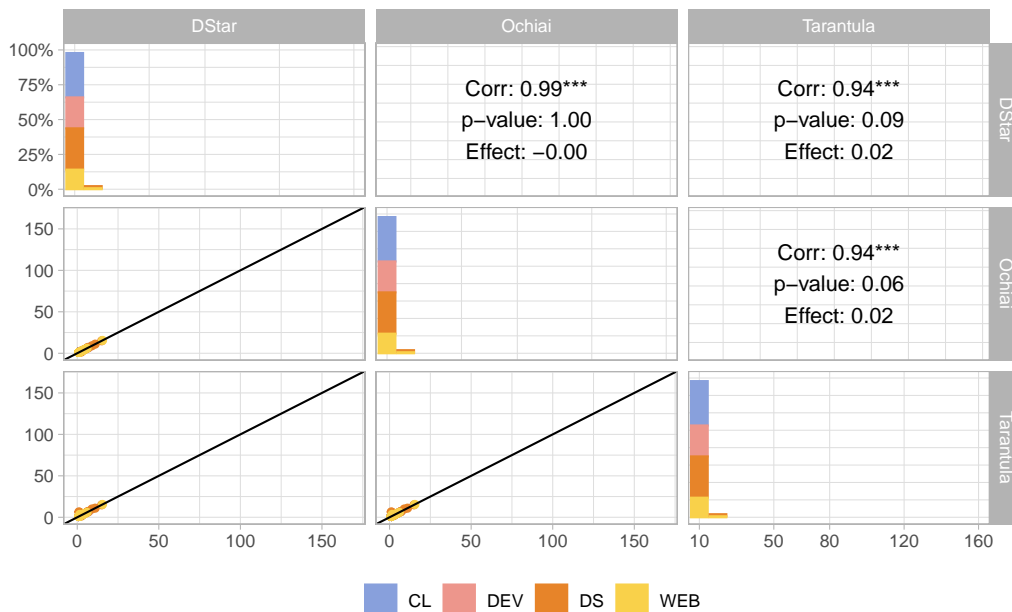 DStar Ochiai Tarantula
100%
75%
50%
25%
0%
Corr: 0.99***
p−value: 1.00
Effect: −0.00
Corr: 0.94***
p−value: 0.09
Effect: 0.02
DStar
150
100
50
0
Corr: 0.94***
p−value: 0.06
Effect: 0.02
Ochiai
150
100
50
0
Tarantula
0 50 100 150 0 50 100 150 10 50 80 120 160
CL DEV DS WEB